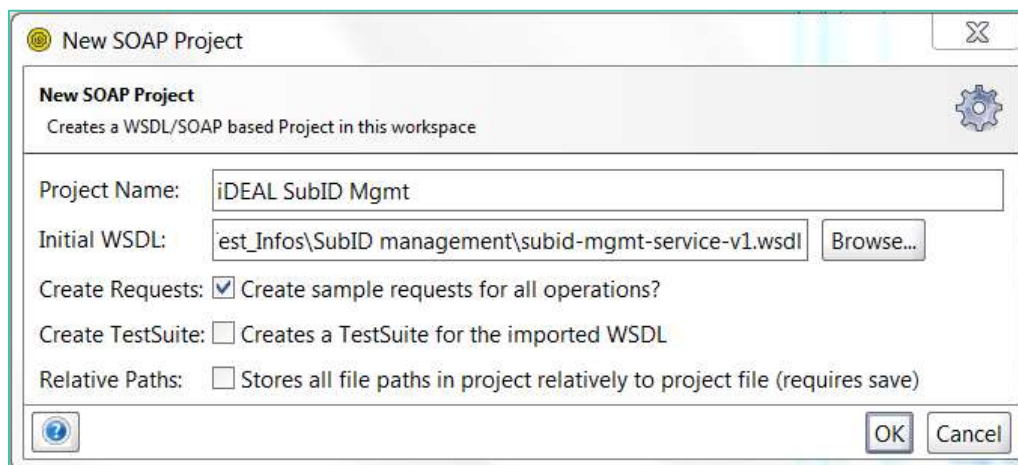 New SOAP Project
New SOAP Project
Creates a WSDL/SOAP based Project in this workspace
Project Name: iDEAL SubID Mgmt
Initial WSDL: est_Infos\SubID management\subid-mgmt-service-v1.wsdl Browse...
Create Requests: Create sample requests for all operations?
Create TestSuite: Creates a TestSuite for the imported WSDL
Relative Paths: Stores all file paths in project relatively to project file (requires save)
? OK Cancel